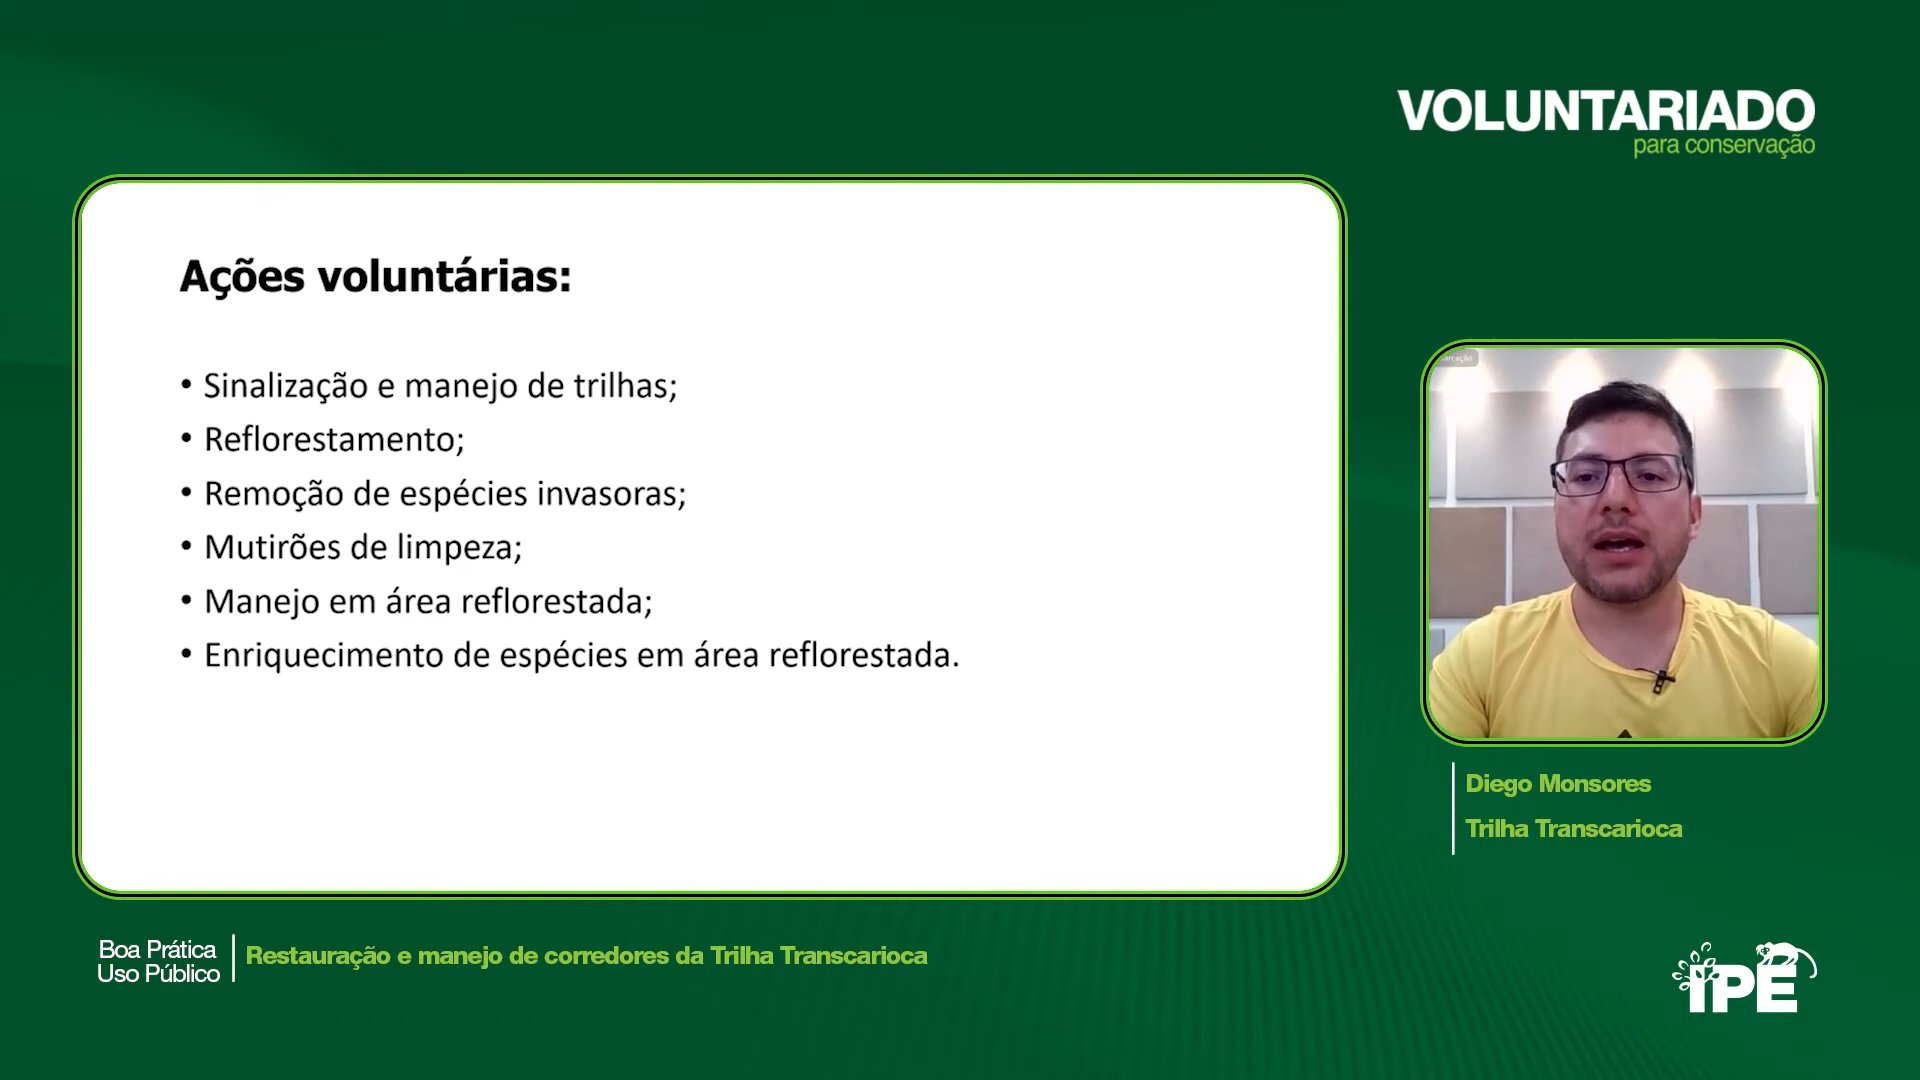 VOLUNTARIADO
para conservação
Ações voluntárias:
• Sinalização e manejo de trilhas;
• Reflorestamento;
• Remoção de espécies invasoras;
• Mutirões de limpeza;
• Manejo em área reflorestada;
• Enriquecimento de espécies em área reflorestada.
Diego Monsores
Trilha Transcarioca
Boa Prática
Uso Público
Restauração e manejo de corredores da Trilha Transcarioca
IPÊ